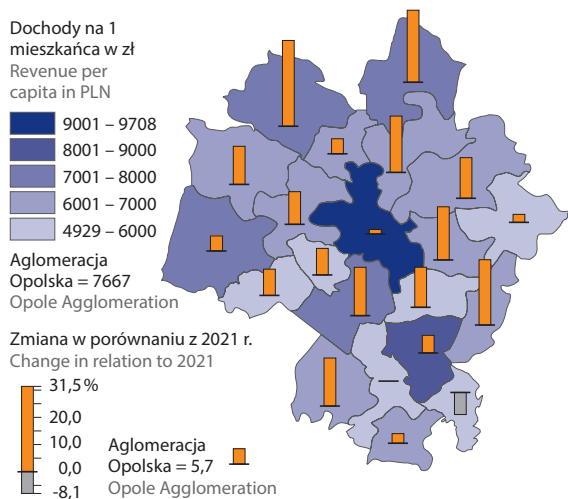 Dochody na 1
mieszkańca w zł
Revenue per
capita in PLN
9001 – 9708
8001 – 9000
7001 – 8000
6001 – 7000
4929 – 6000
Aglomeracja
Opolska = 7667
Opole Agglomeration
Zmiana w porównaniu z 2021 r.
Change in relation to 2021
31,5 %
20,0
10,0
0,0
-8,1
Aglomeracja
Opolska = 5,7
Opole Agglomeration